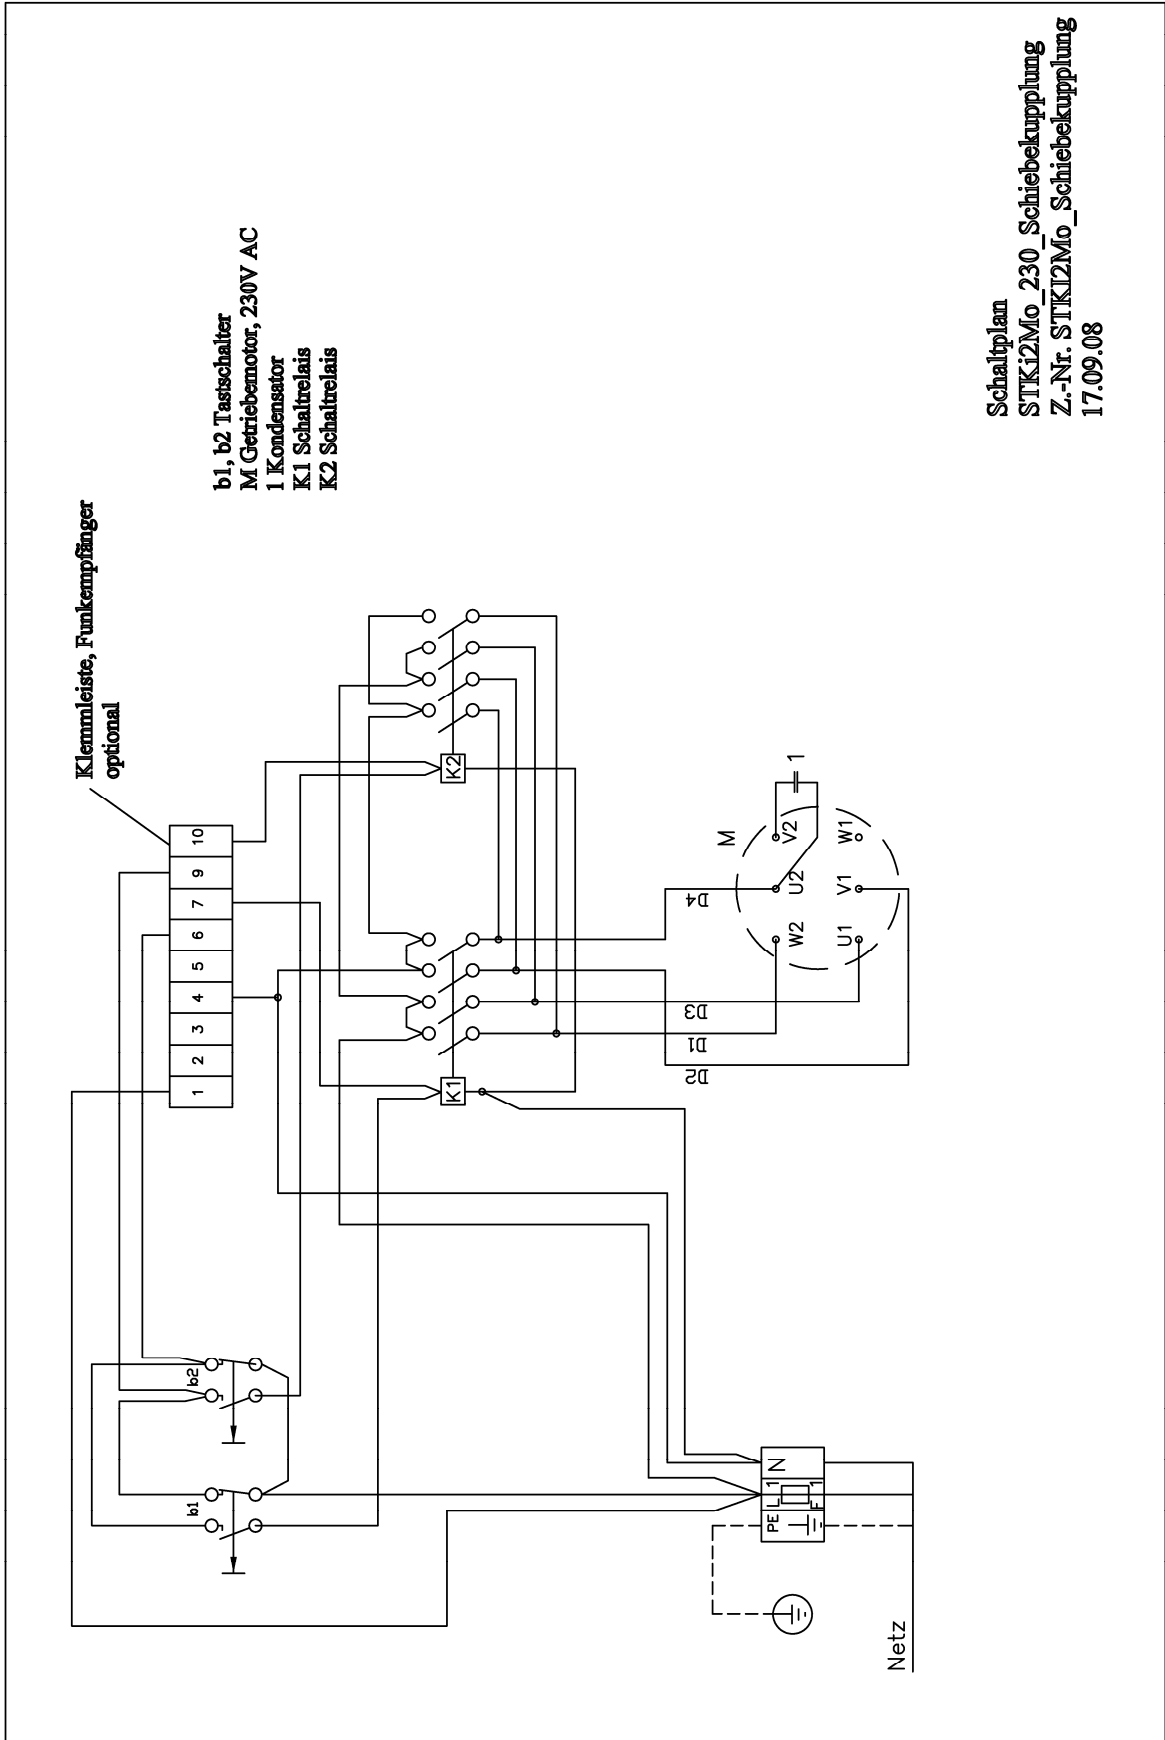 Klemmleiste, Funkempfänger
optional
b1, b2 Tastschalter
M Getriebemotor, 230V AC
1 Kondensator
K1 Schaltrelais
K2 Schaltrelais
1 2 3 4 5 6 7 9 10
b1
b2
K1
K2
D4
D3
D1
D2
M
1
W2 U2 V2
U1 V1 W1
PE L1 N
F1
Netz
Schaltplan
STKi2Mo_230_Schiebekupplung
Z.-Nr. STKI2Mo_Schiebekupplung
17.09.08